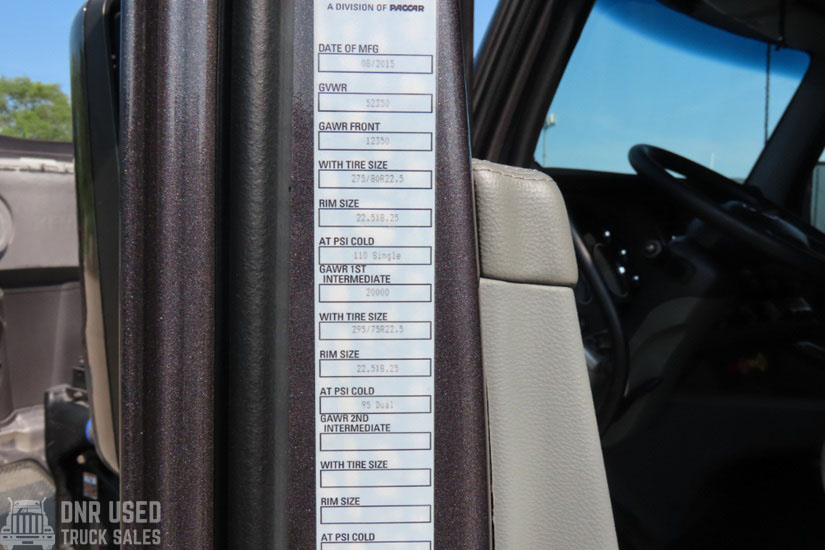 A DIVISION OF PACCAR
DATE OF MFG
08/2015
GVWR
52350
GAWR FRONT
12350
WITH TIRE SIZE
275/80R22.5
RIM SIZE
22.5X8.25
AT PSI COLD
110 Single
GAWR 1ST
INTERMEDIATE
20000
WITH TIRE SIZE
295/75R22.5
RIM SIZE
22.5X8.25
AT PSI COLD
95 Dual
GAWR 2ND
INTERMEDIATE
WITH TIRE SIZE
RIM SIZE
AT PSI COLD
DNR USED
TRUCK SALES